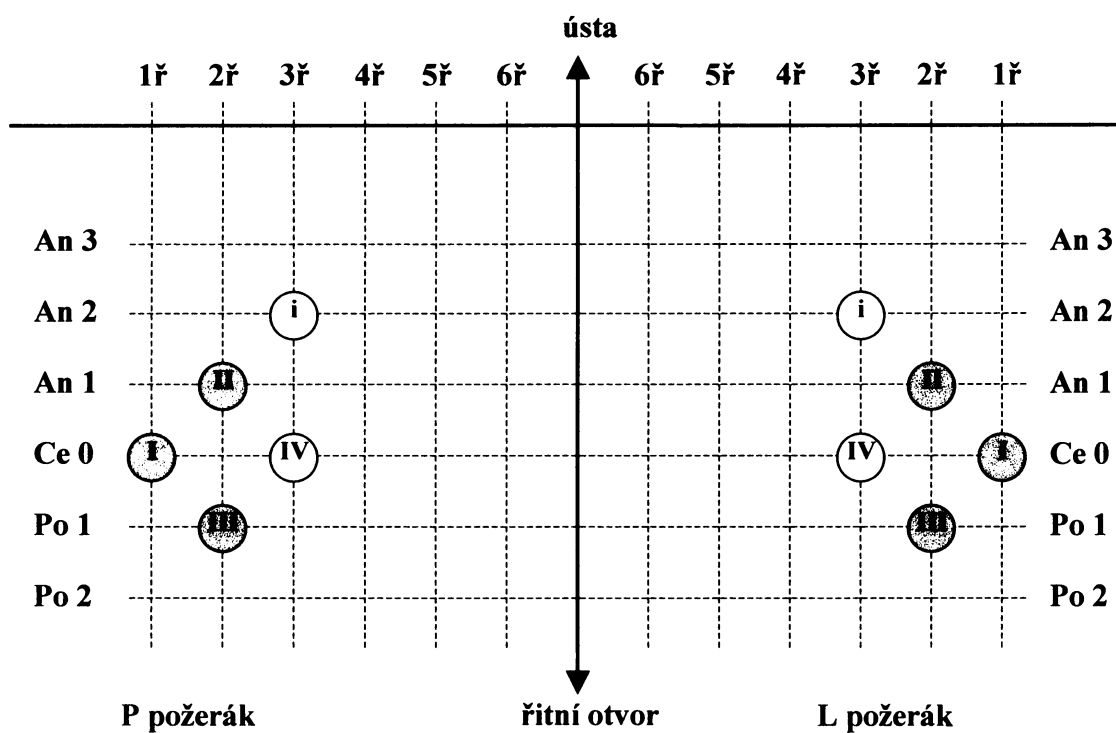 ústa
1ř 2ř 3ř 4ř 5ř 6ř 6ř 5ř 4ř 3ř 2ř 1ř
An 3 An 3
An 2 i i An 2
An 1 II II An 1
Ce 0 I IV IV I Ce 0
Po 1 III III Po 1
Po 2 Po 2
P požerák řitní otvor L požerák